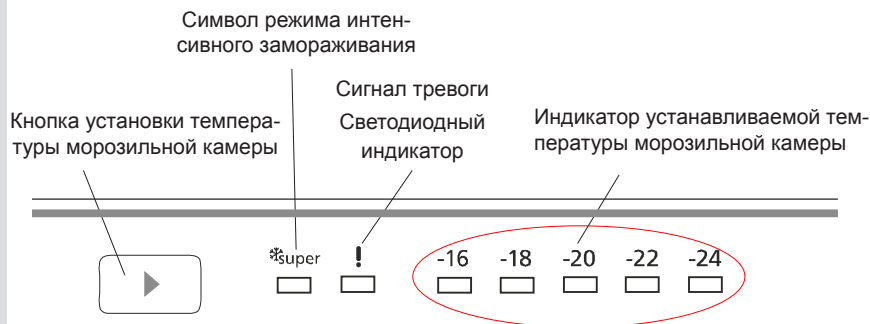 Символ режима интен-
сивного замораживания
Сигнал тревоги
Светодиодный
индикатор
Кнопка установки темпера-
туры морозильной камеры
Индикатор устанавливаемой тем-
пературы морозильной камеры
super ! -16 -18 -20 -22 -24